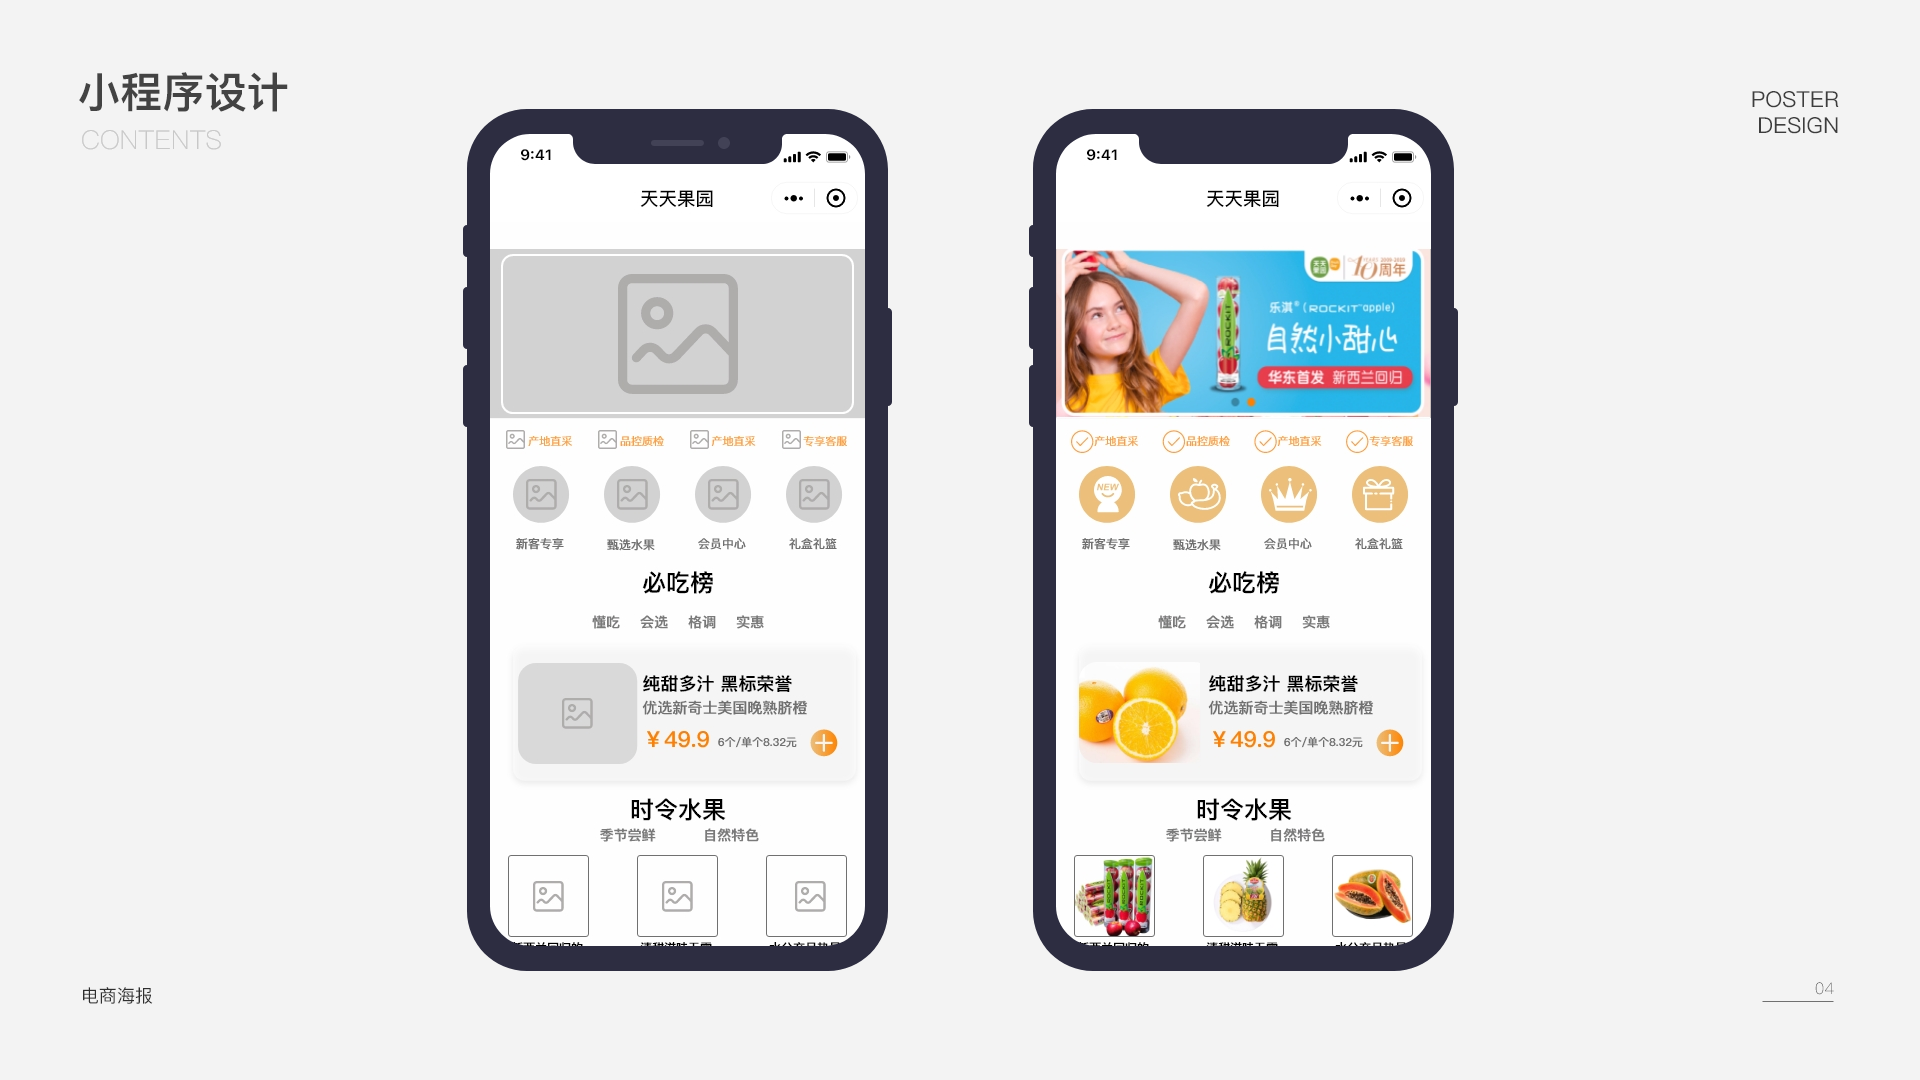 小程序设计
CONTENTS
POSTER
DESIGN
9:41
天天果园
产地直采 品控质检 产地直采 专享客服
新客专享 甄选水果 会员中心 礼盒礼篮
必吃榜
懂吃 会选 格调 实惠
纯甜多汁 黑标荣誉
优选新奇士美国晚熟脐橙
¥49.9 6个/单个8.32元
时令水果
季节尝鲜 自然特色
9:41
天天果园
天天果园 10周年
乐淇®(ROCKIT™apple)
ROCKIT
自然小甜心
华东首发 新西兰回归
产地直采 品控质检 产地直采 专享客服
NEW
新客专享 甄选水果 会员中心 礼盒礼篮
必吃榜
懂吃 会选 格调 实惠
纯甜多汁 黑标荣誉
优选新奇士美国晚熟脐橙
¥49.9 6个/单个8.32元
时令水果
季节尝鲜 自然特色
电商海报
04